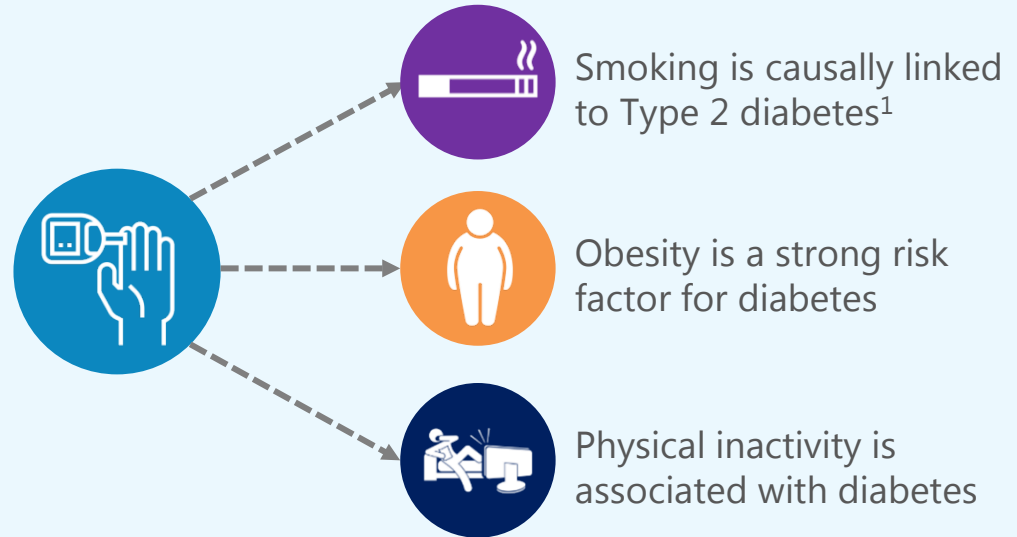 Smoking is causally linked
to Type 2 diabetes¹
Obesity is a strong risk
factor for diabetes
Physical inactivity is
associated with diabetes